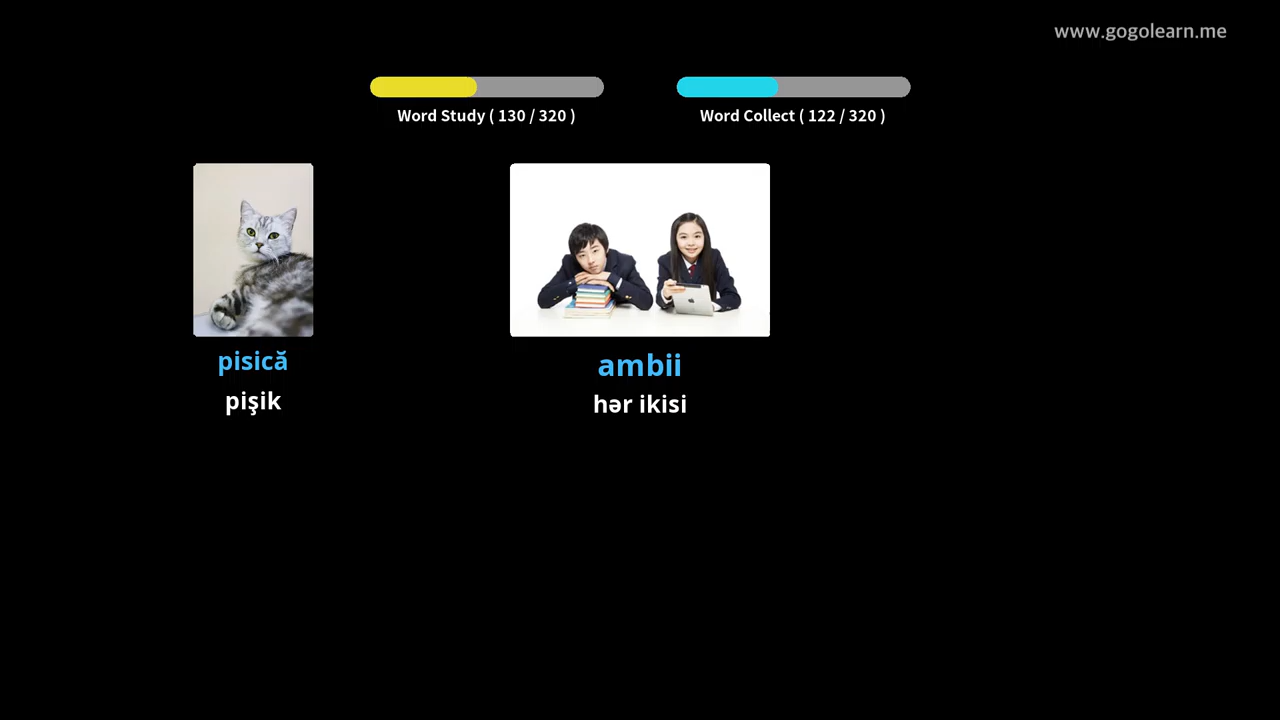 www.gogolearn.me
Word Study ( 130 / 320 )
Word Collect ( 122 / 320 )
pisică
pişik
ambii
hər ikisi